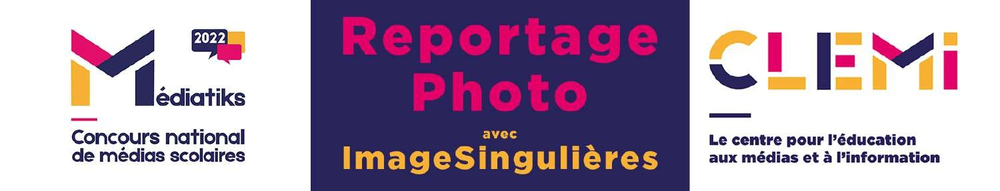 2022
Médiatiks
Concours national
de médias scolaires
Reportage
Photo
avec
ImageSingulières
CLEMI
Le centre pour l'éducation
aux médias et à l'information